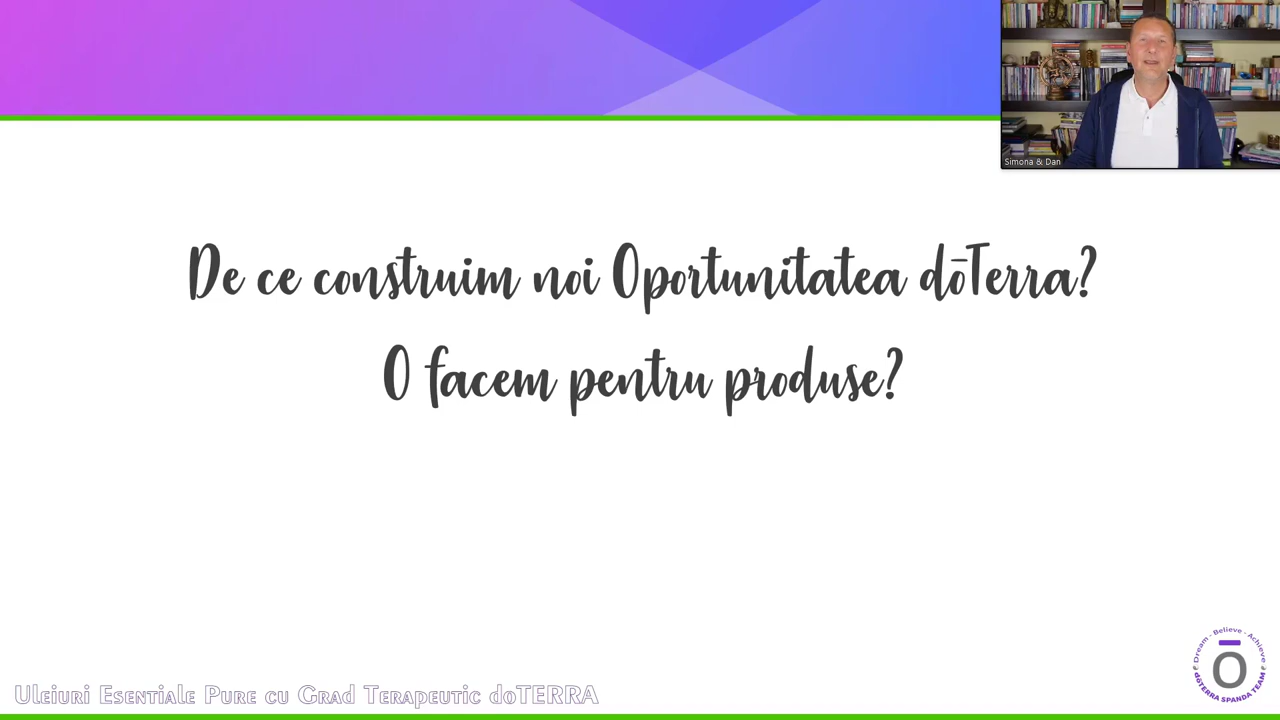 Simona & Dan
De ce construim noi Oportunitatea dōTerra?
O facem pentru produse?
Dream - Believe - Achieve
Ō
dōTERRA SPANDA TEAM
Uleiuri Esentiale Pure cu Grad Terapeutic doTERRA